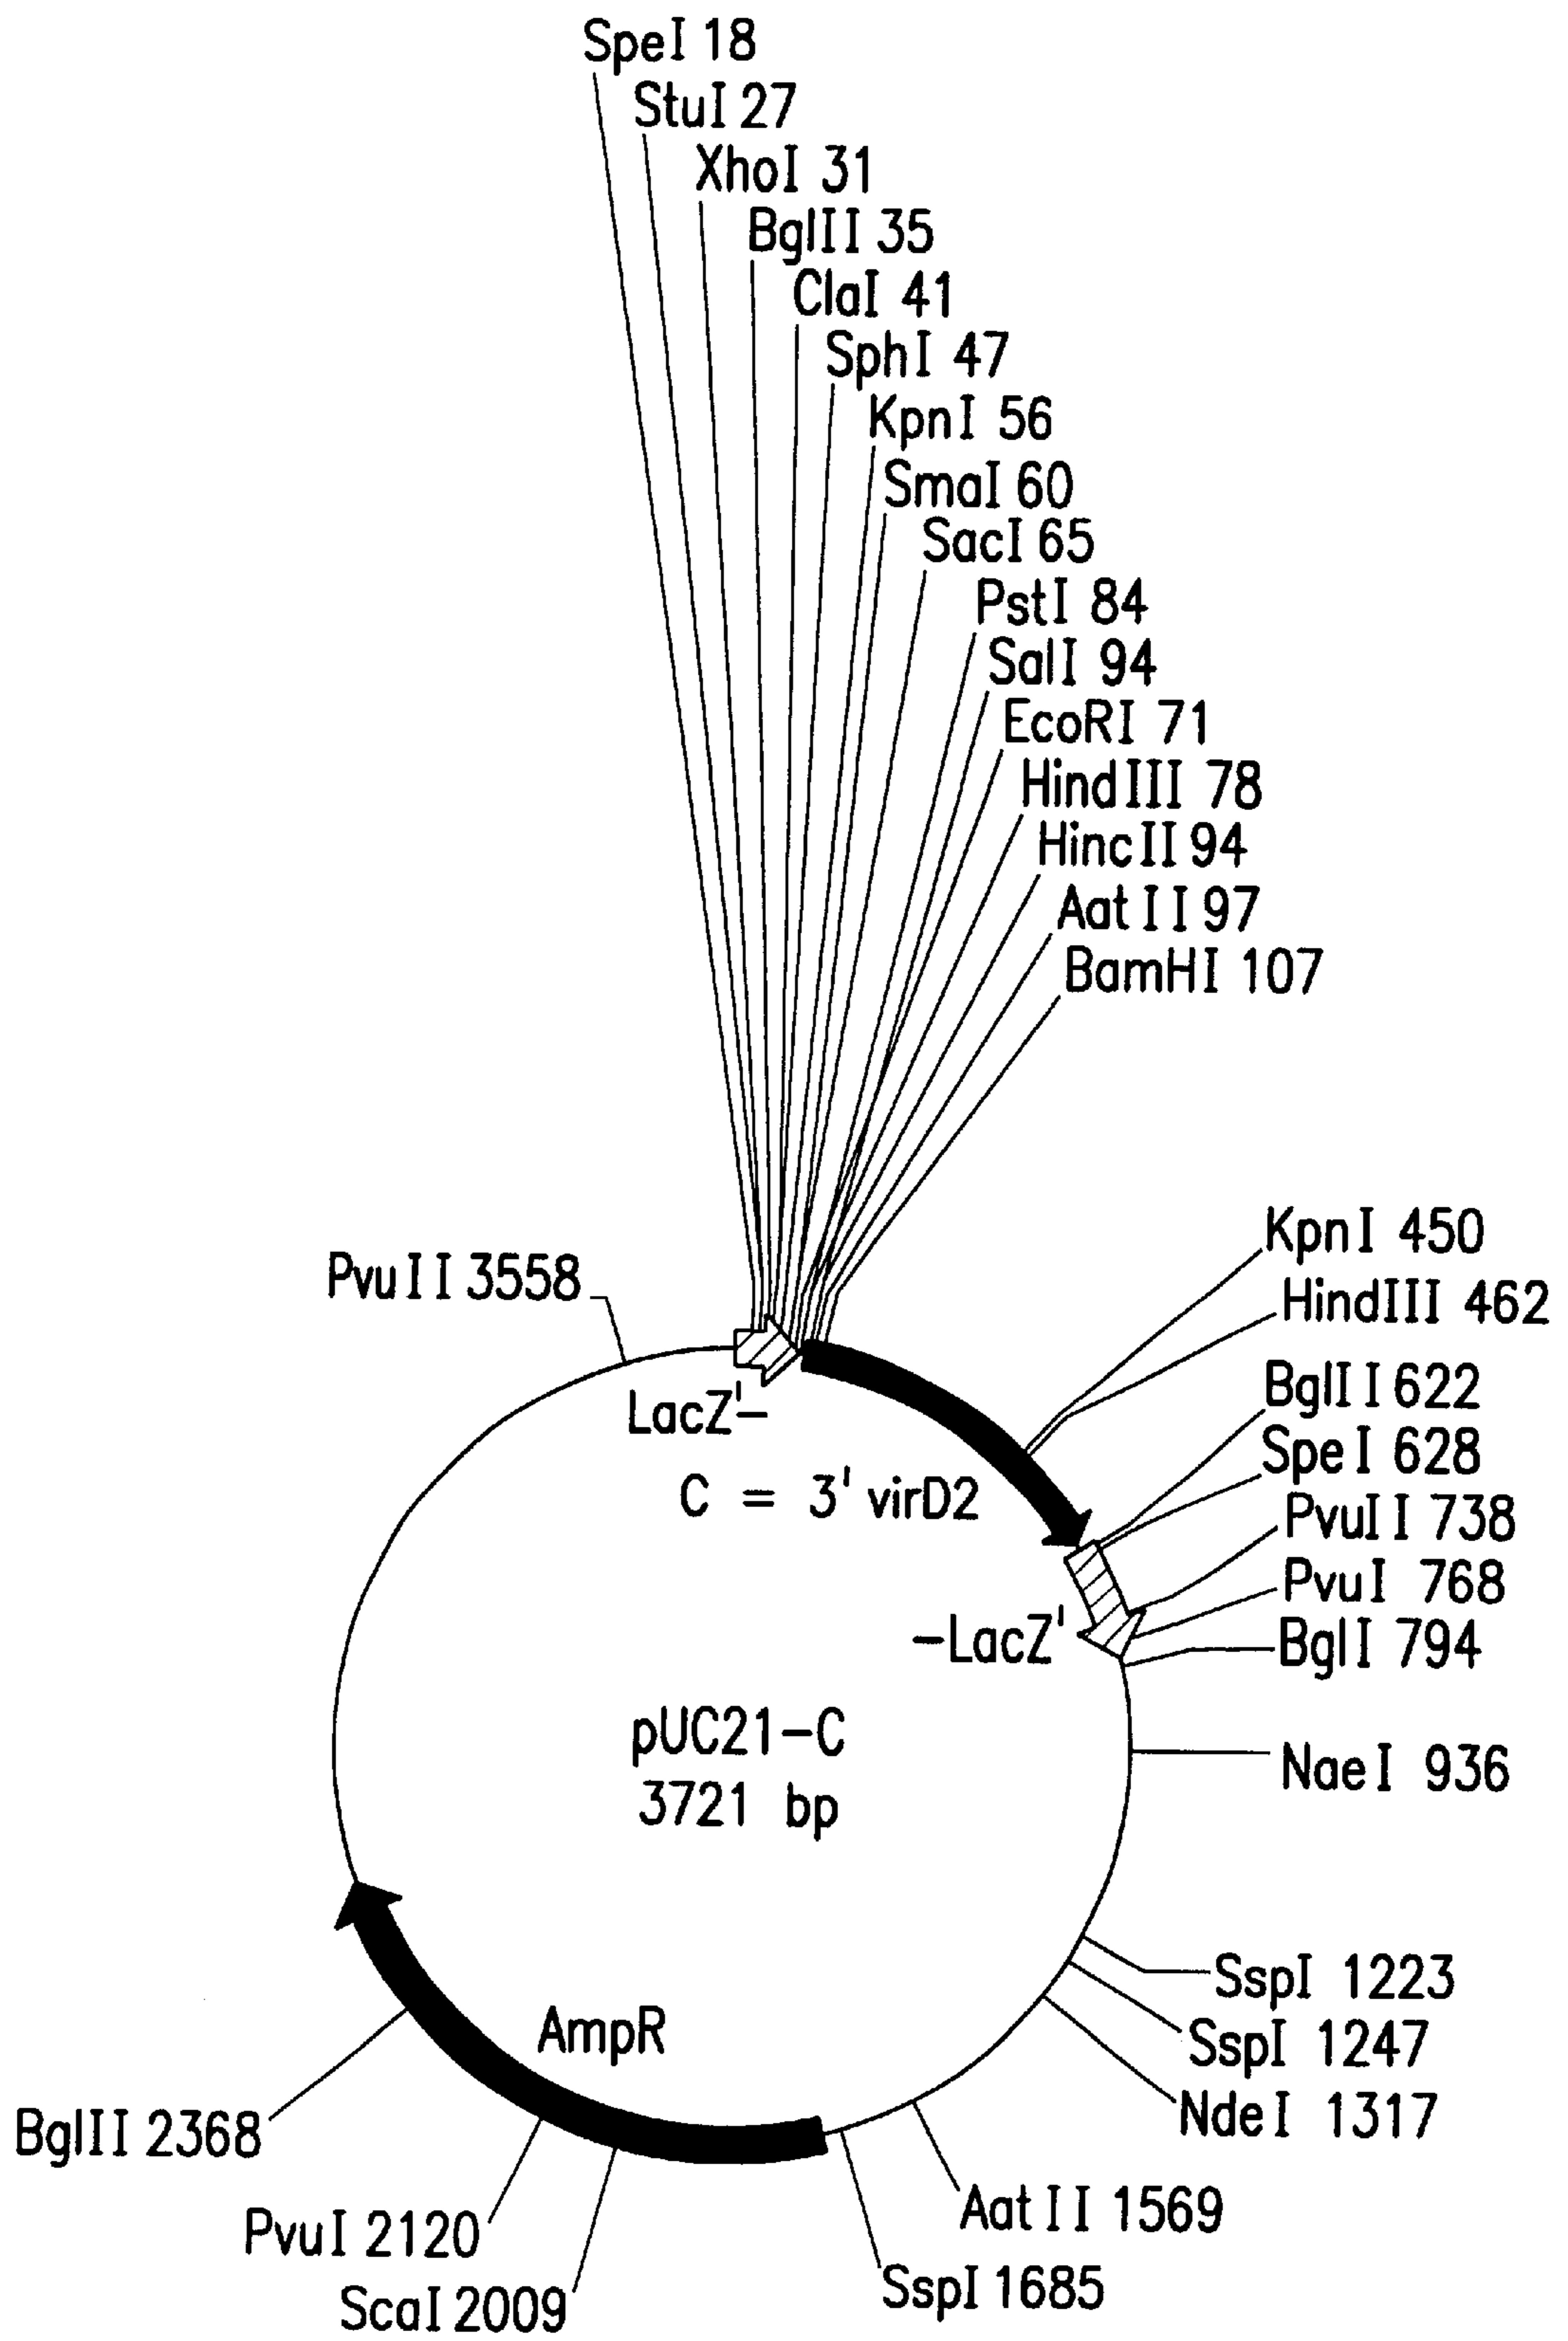 SpeI 18
StuI 27
XhoI 31
BglII 35
ClaI 41
SphI 47
KpnI 56
SmaI 60
SacI 65
PstI 84
SalI 94
EcoRI 71
HindIII 78
HincII 94
AatII 97
BamHI 107
KpnI 450
PvuII 3558
HindIII 462
BglII 622
LacZ'-
SpeI 628
C = 3' virD2
PvuII 738
PvuI 768
-LacZ'
BglI 794
pUC21-C
NaeI 936
3721 bp
SspI 1223
AmpR
SspI 1247
NdeI 1317
BglII 2368
AatII 1569
PvuI 2120
SspI 1685
ScaI 2009